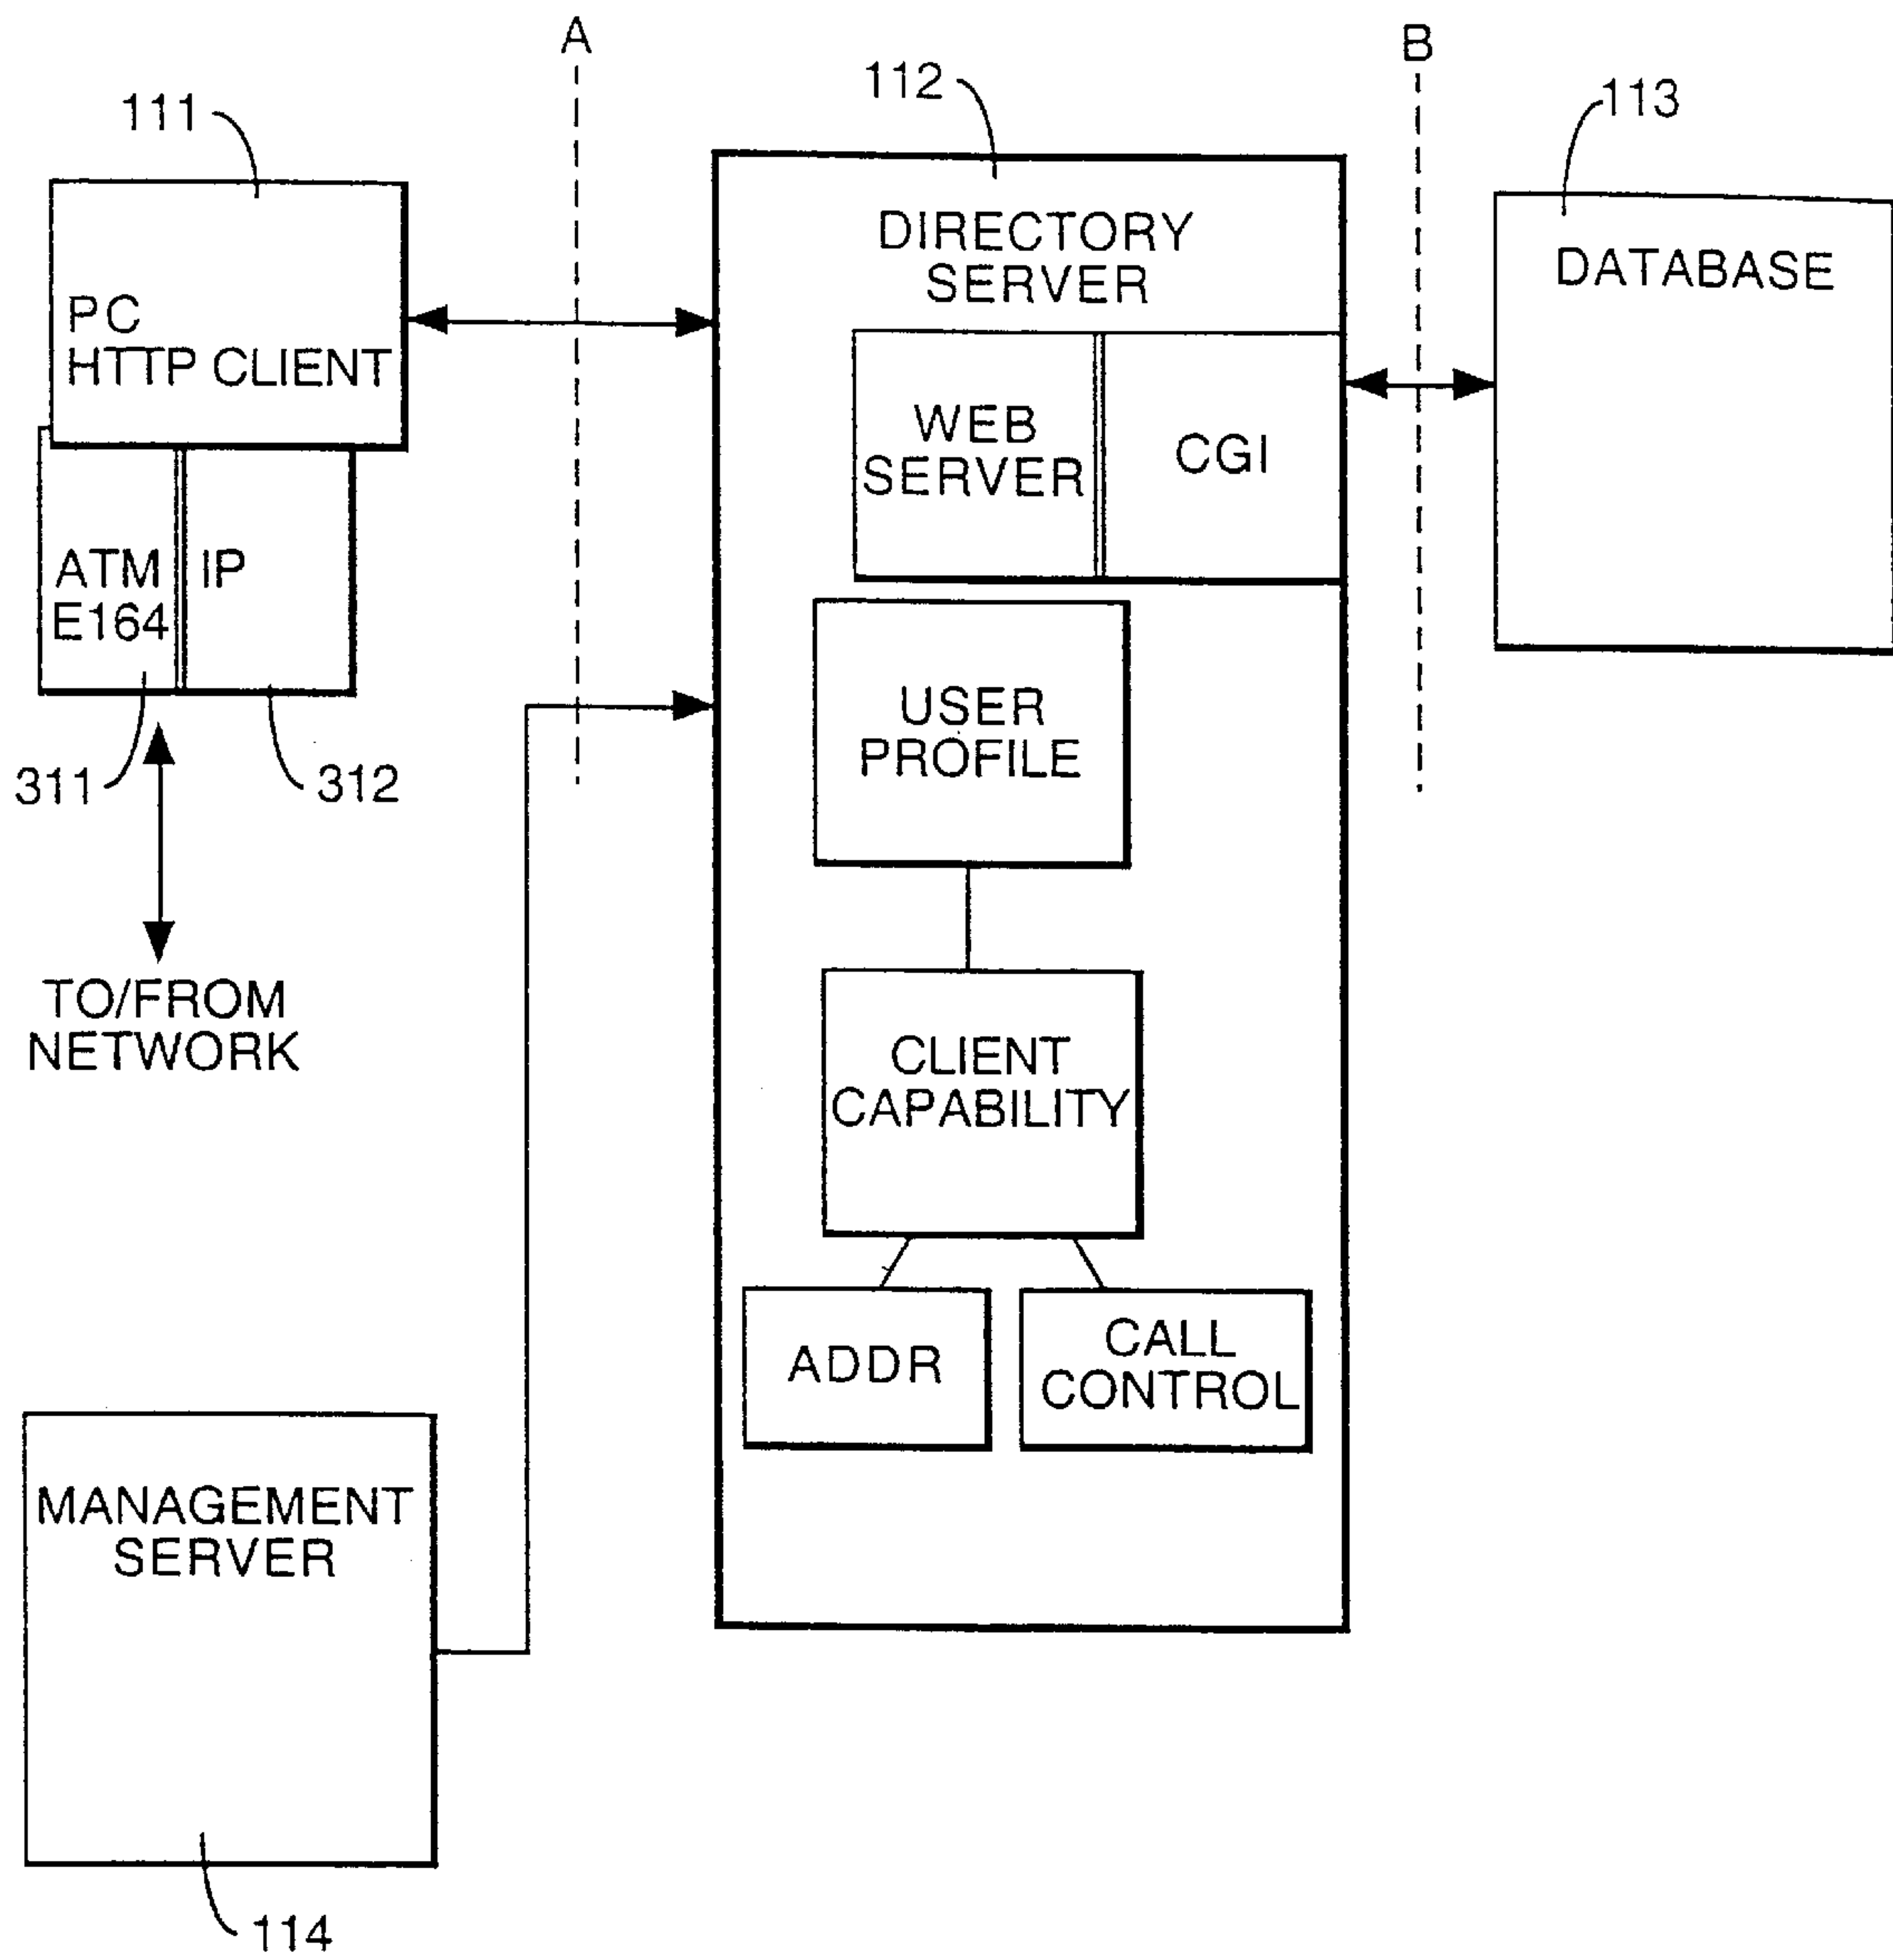 A
B
111
112
113
DIRECTORY
SERVER
DATABASE
PC
HTTP CLIENT
WEB
SERVER
CGI
ATM
E164
IP
311
312
USER
PROFILE
TO/FROM
NETWORK
CLIENT
CAPABILITY
ADDR
CALL
CONTROL
MANAGEMENT
SERVER
114